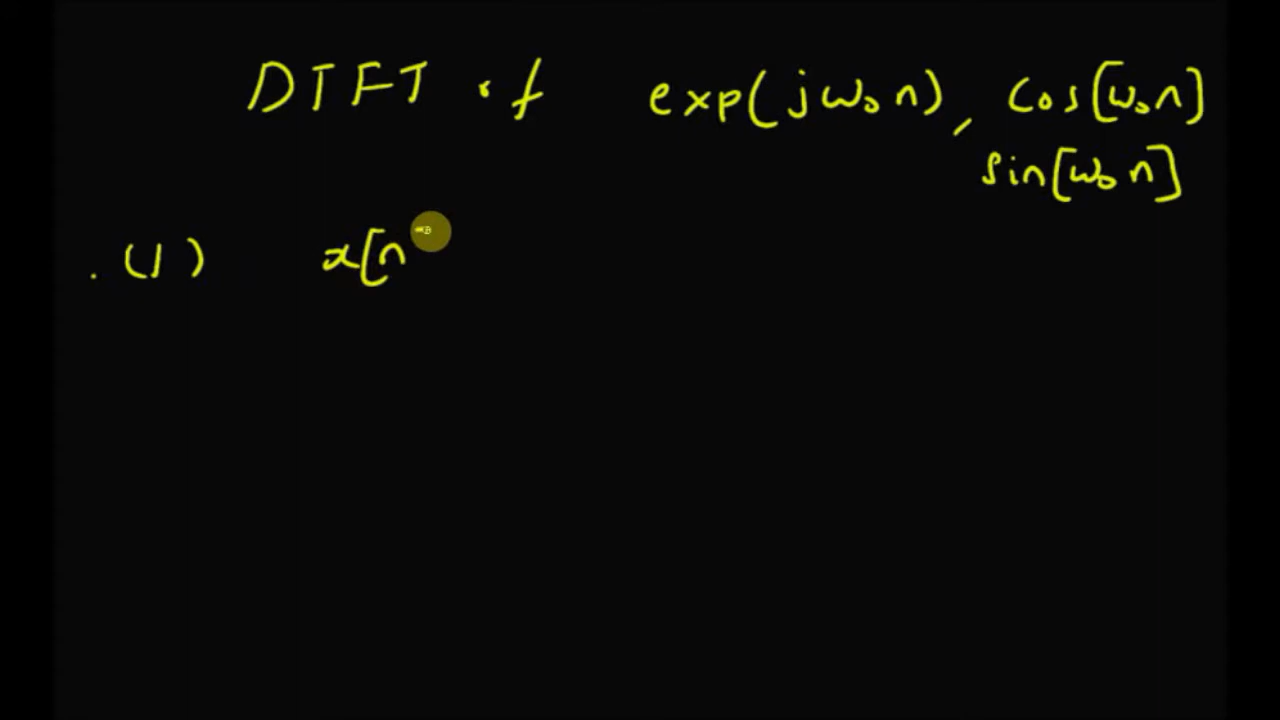 DTFT of exp(jω₀n), cos[ω₀n]
sin[ω₀n]
(1) x[n